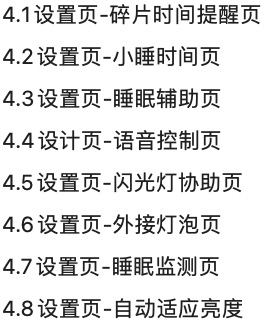 4.1设置页-碎片时间提醒页
4.2设置页-小睡时间页
4.3设置页-睡眠辅助页
4.4设计页-语音控制页
4.5设置页-闪光灯协助页
4.6设置页-外接灯泡页
4.7设置页-睡眠监测页
4.8设置页-自动适应亮度